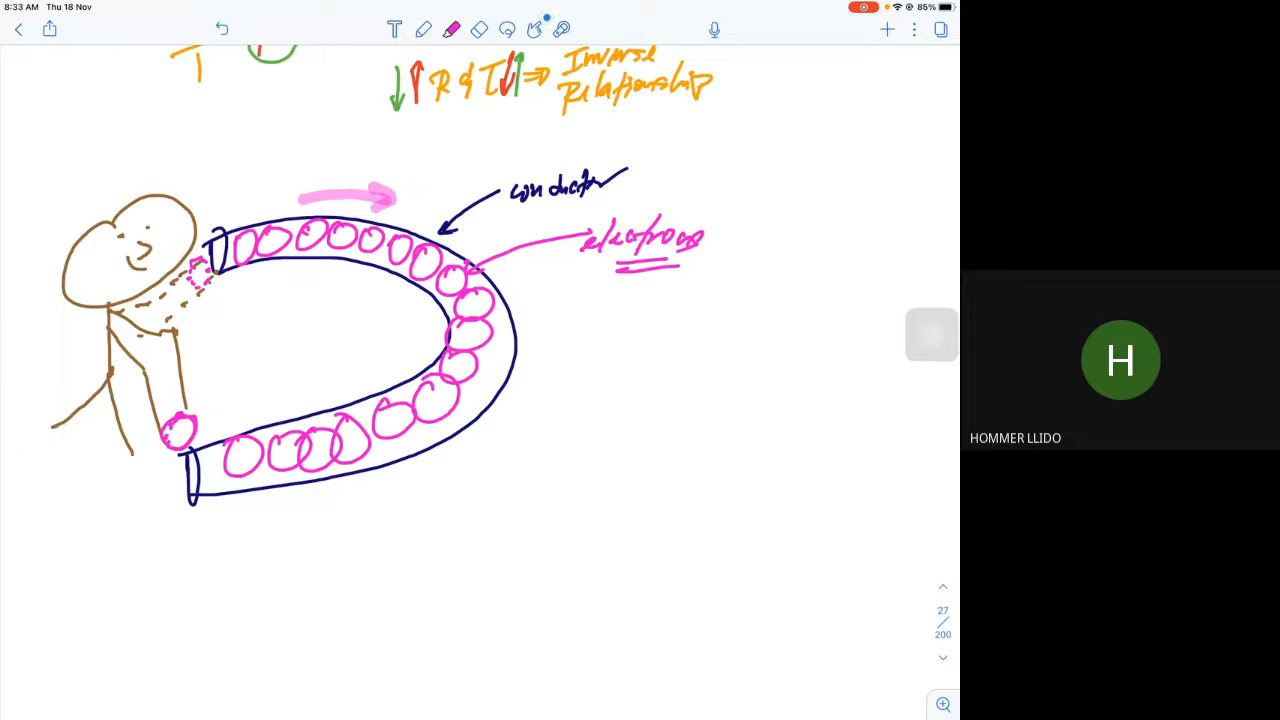 8:33 AM Thu 18 Nov
85%
T
I
↓↑ R & I ↓↑ ⇒ Inverse
Relationship
conductor
electrons
27
200
H
HOMMER LLIDO